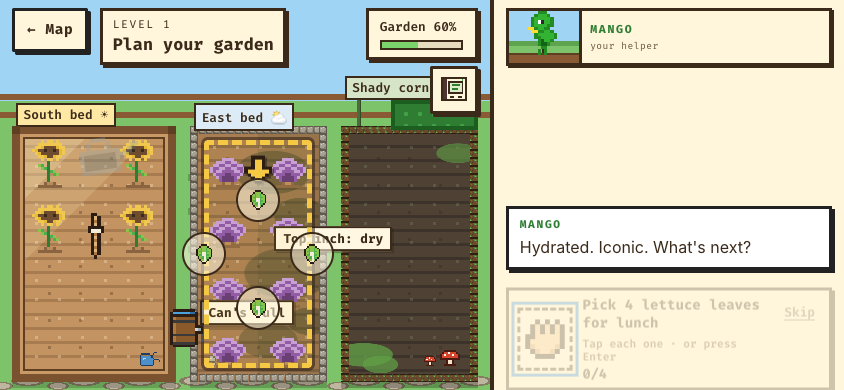 ← Map
LEVEL 1
Plan your garden
Garden 60%
South bed ☀
East bed ⛅
Shady corn
Top inch: dry
Can's full
MANGO
your helper
MANGO
Hydrated. Iconic. What's next?
Pick 4 lettuce leaves
for lunch
Skip
Tap each one · or press
Enter
0/4